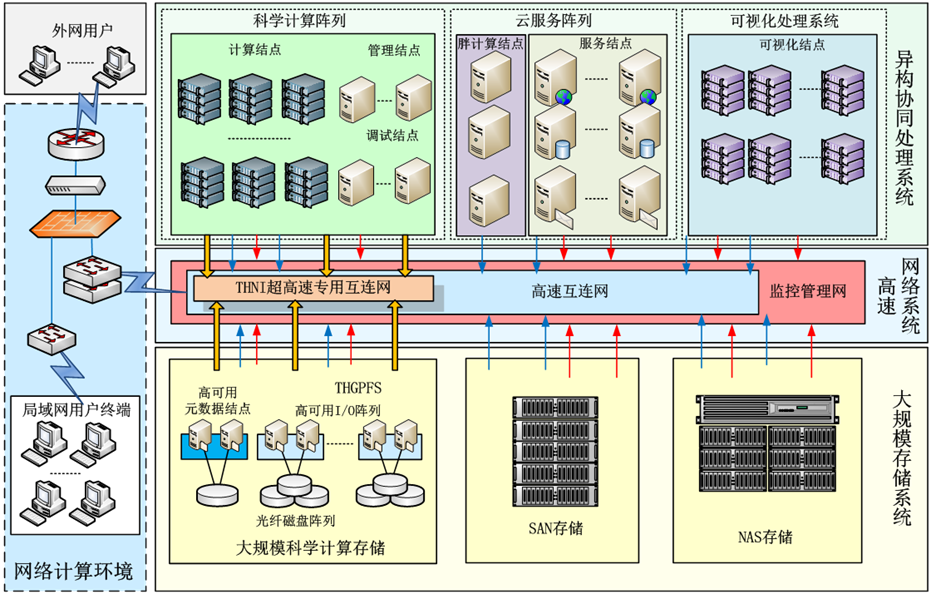 外网用户
科学计算阵列
云服务阵列
可视化处理系统
计算结点
管理结点
调试结点
胖计算结点
服务结点
可视化结点
异构协同处理系统
THNI超高速专用互连网
高速互连网
监控管理网
高速
网络系统
局域网用户终端
网络计算环境
高可用
元数据结点
THGPFS
高可用I/O阵列
光纤磁盘阵列
大规模科学计算存储
SAN存储
NAS存储
大规模存储系统